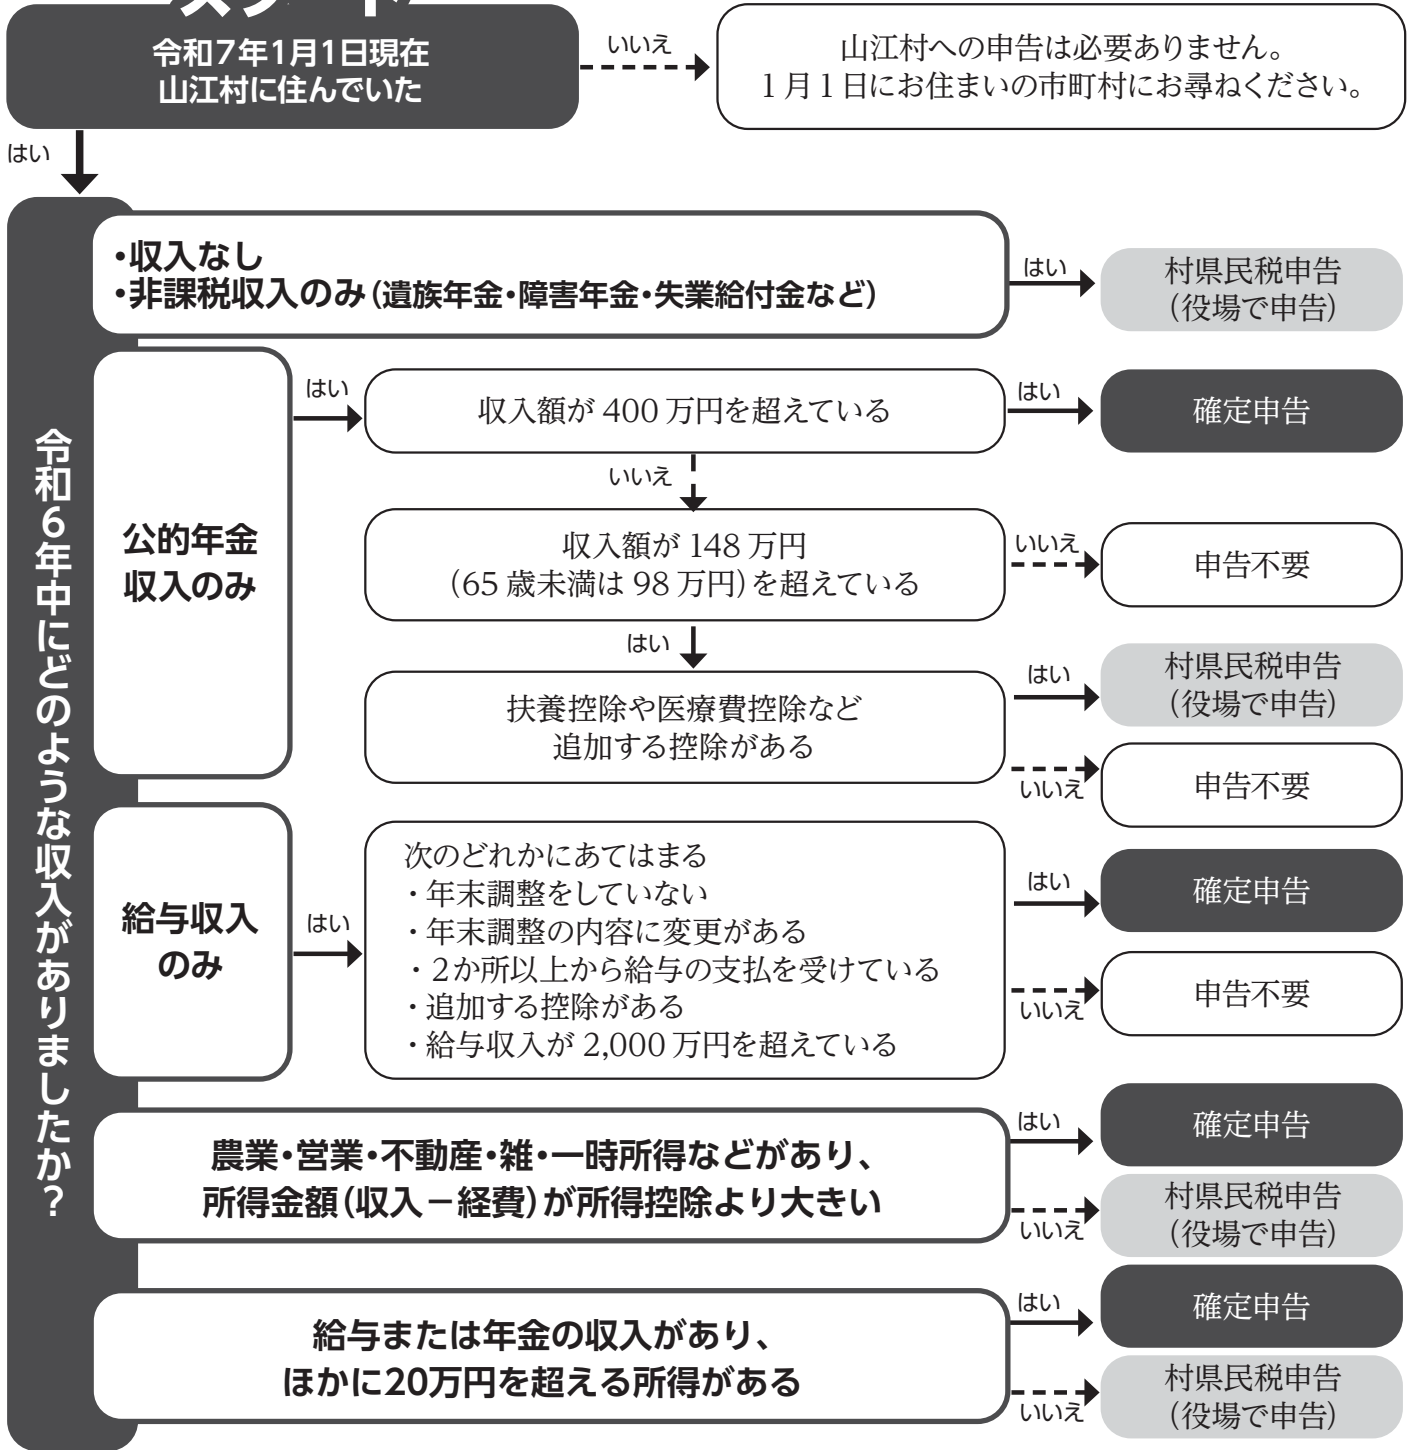 スタート
令和7年1月1日現在
山江村に住んでいた
いいえ
山江村への申告は必要ありません。
1月1日にお住まいの市町村にお尋ねください。
はい
令和6年中にどのような収入がありましたか？
・収入なし
・非課税収入のみ（遺族年金・障害年金・失業給付金など）
はい
村県民税申告
（役場で申告）
公的年金
収入のみ
はい
収入額が 400 万円を超えている
はい
確定申告
いいえ
収入額が 148 万円
（65 歳未満は 98 万円）を超えている
いいえ
申告不要
はい
扶養控除や医療費控除など
追加する控除がある
はい
村県民税申告
（役場で申告）
いいえ
申告不要
給与収入
のみ
はい
次のどれかにあてはまる
・年末調整をしていない
・年末調整の内容に変更がある
・２か所以上から給与の支払を受けている
・追加する控除がある
・給与収入が 2,000 万円を超えている
はい
確定申告
いいえ
申告不要
農業・営業・不動産・雑・一時所得などがあり、
所得金額（収入－経費）が所得控除より大きい
はい
確定申告
いいえ
村県民税申告
（役場で申告）
給与または年金の収入があり、
ほかに20万円を超える所得がある
はい
確定申告
いいえ
村県民税申告
（役場で申告）